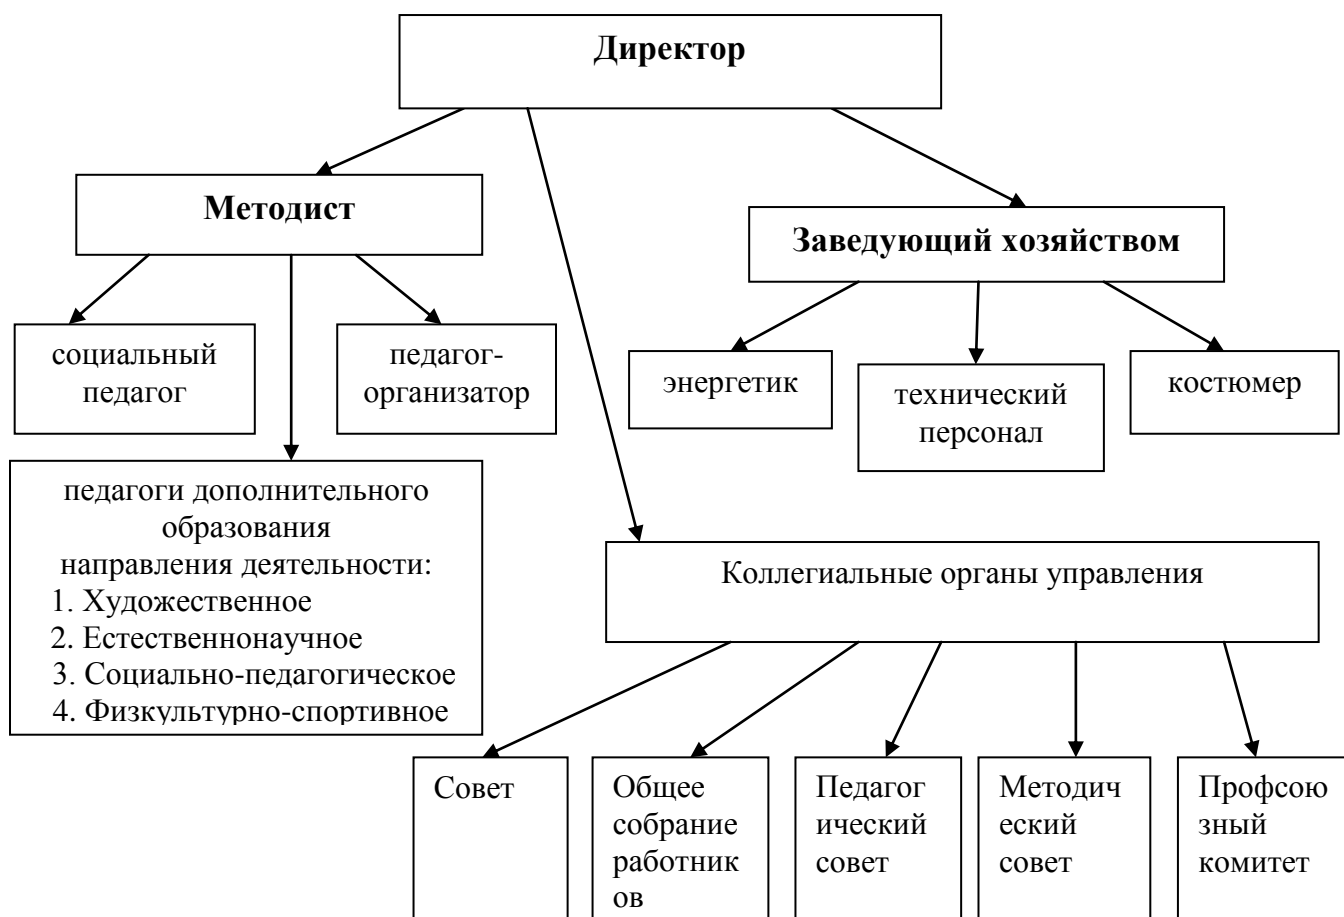 Директор
Методист
Заведующий хозяйством
социальный
педагог
педагог-
организатор
энергетик
технический
персонал
костюмер
педагоги дополнительного
образования
направления деятельности:
1. Художественное
2. Естественнонаучное
3. Социально-педагогическое
4. Физкультурно-спортивное
Коллегиальные органы управления
Совет
Общее
собрание
работник
ов
Педагог
ический
совет
Методич
еский
совет
Профсою
зный
комитет